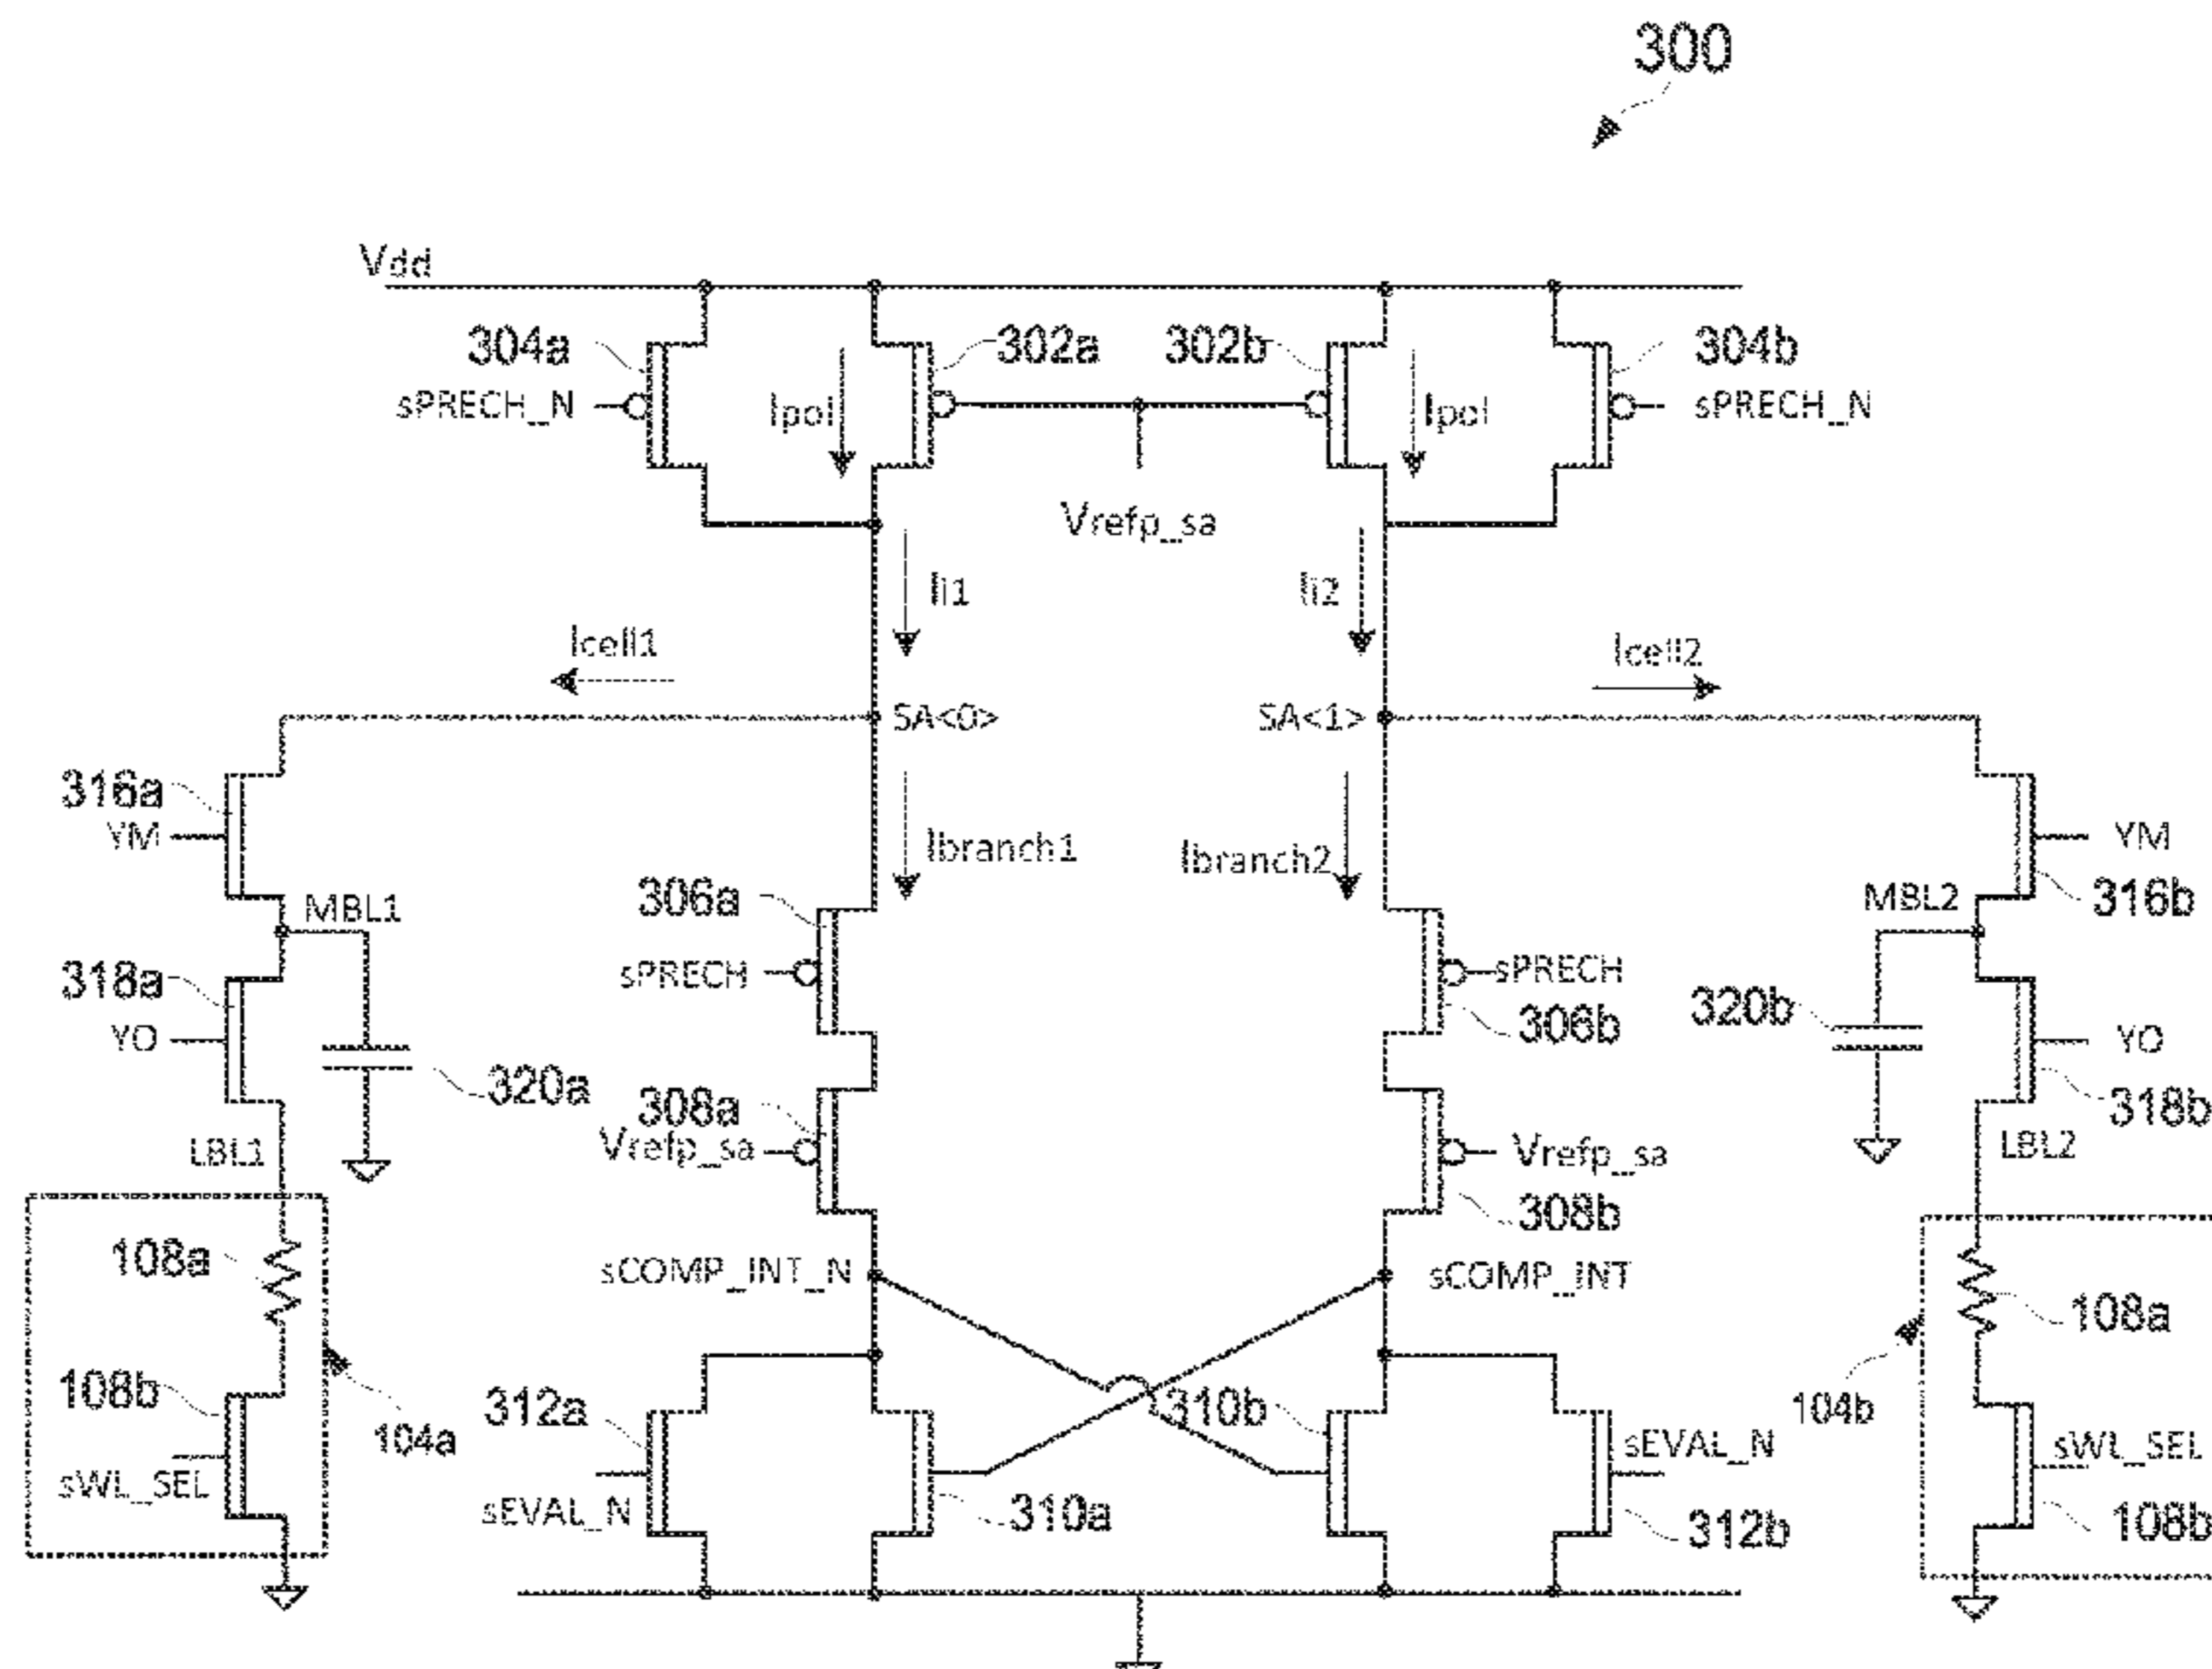 300
Vdd
304a
302a
302b
304b
sPRECH_N
Ipol
Ipol
sPRECH_N
Vrefp_sa
Ii1
Ii2
Icell1
Icell2
SA<0>
SA<1>
316a
YM
Ibranch1
Ibranch2
YM
316b
MBL1
306a
MBL2
318a
sPRECH
sPRECH
306b
320b
YO
320a
308a
YO
318b
LBL1
Vrefp_sa
Vrefp_sa
LBL2
308b
108a
sCOMP_INT_N
sCOMP_INT
108a
108b
312a
310b
104b
104a
sEVAL_N
sWL_SEL
sWL_SEL
sEVAL_N
310a
312b
108b